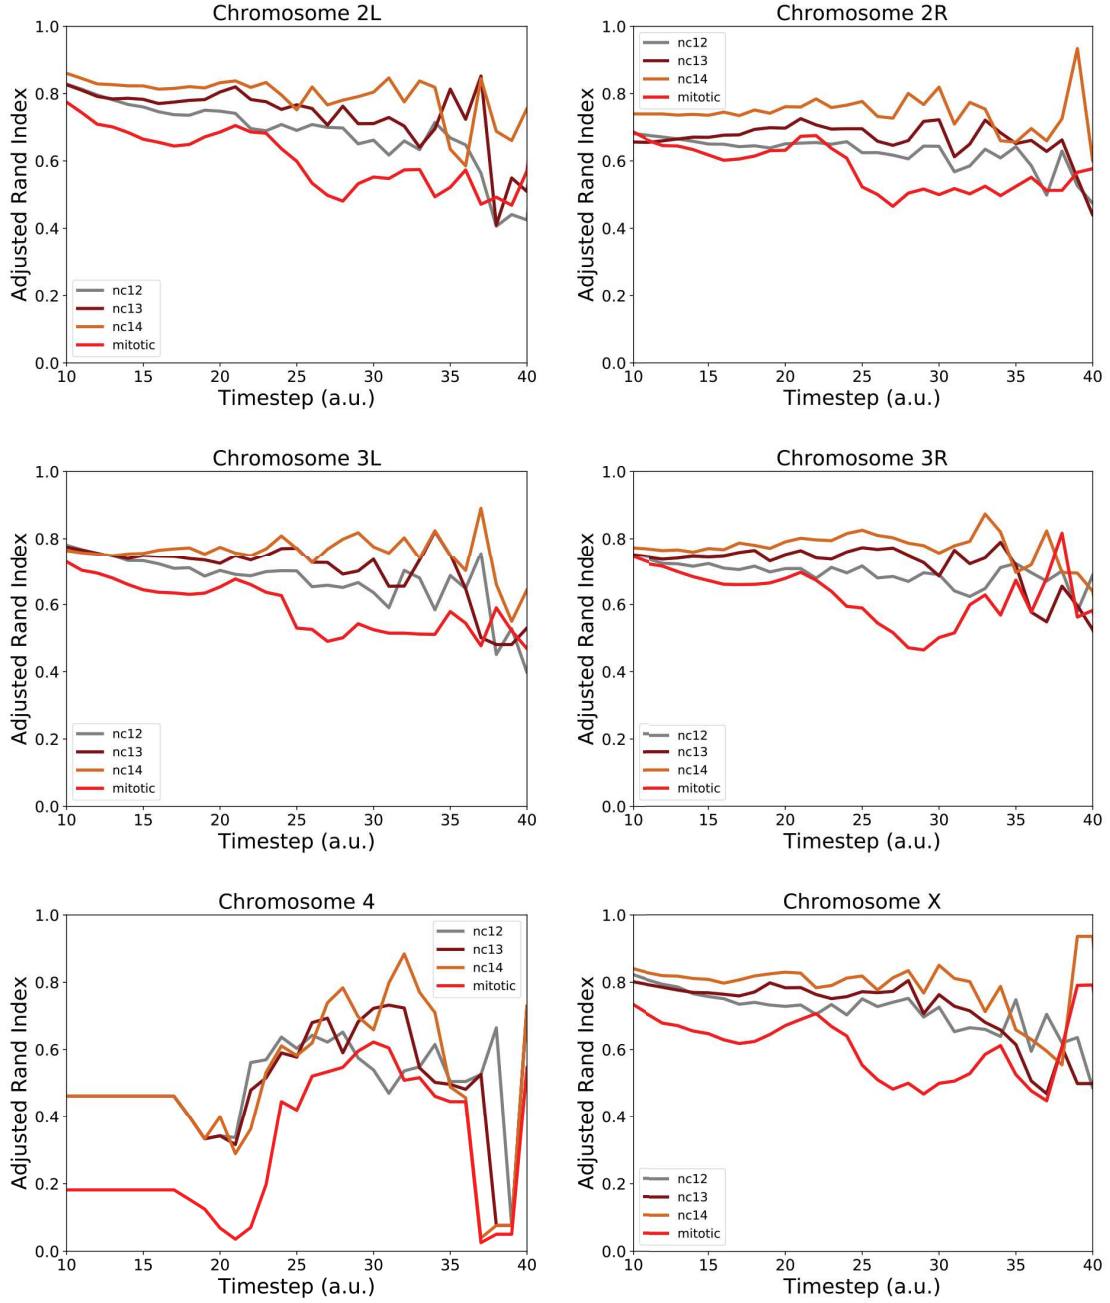 Chromosome 2L
1.0
0.8
0.6
0.4
0.2
0.0
Adjusted Rand Index
nc12
nc13
nc14
mitotic
10 15 20 25 30 35 40
Timestep (a.u.)
Chromosome 2R
1.0
0.8
0.6
0.4
0.2
0.0
Adjusted Rand Index
nc12
nc13
nc14
mitotic
10 15 20 25 30 35 40
Timestep (a.u.)
Chromosome 3L
1.0
0.8
0.6
0.4
0.2
0.0
Adjusted Rand Index
nc12
nc13
nc14
mitotic
10 15 20 25 30 35 40
Timestep (a.u.)
Chromosome 3R
1.0
0.8
0.6
0.4
0.2
0.0
Adjusted Rand Index
nc12
nc13
nc14
mitotic
10 15 20 25 30 35 40
Timestep (a.u.)
Chromosome 4
1.0
0.8
0.6
0.4
0.2
0.0
Adjusted Rand Index
nc12
nc13
nc14
mitotic
10 15 20 25 30 35 40
Timestep (a.u.)
Chromosome X
1.0
0.8
0.6
0.4
0.2
0.0
Adjusted Rand Index
nc12
nc13
nc14
mitotic
10 15 20 25 30 35 40
Timestep (a.u.)